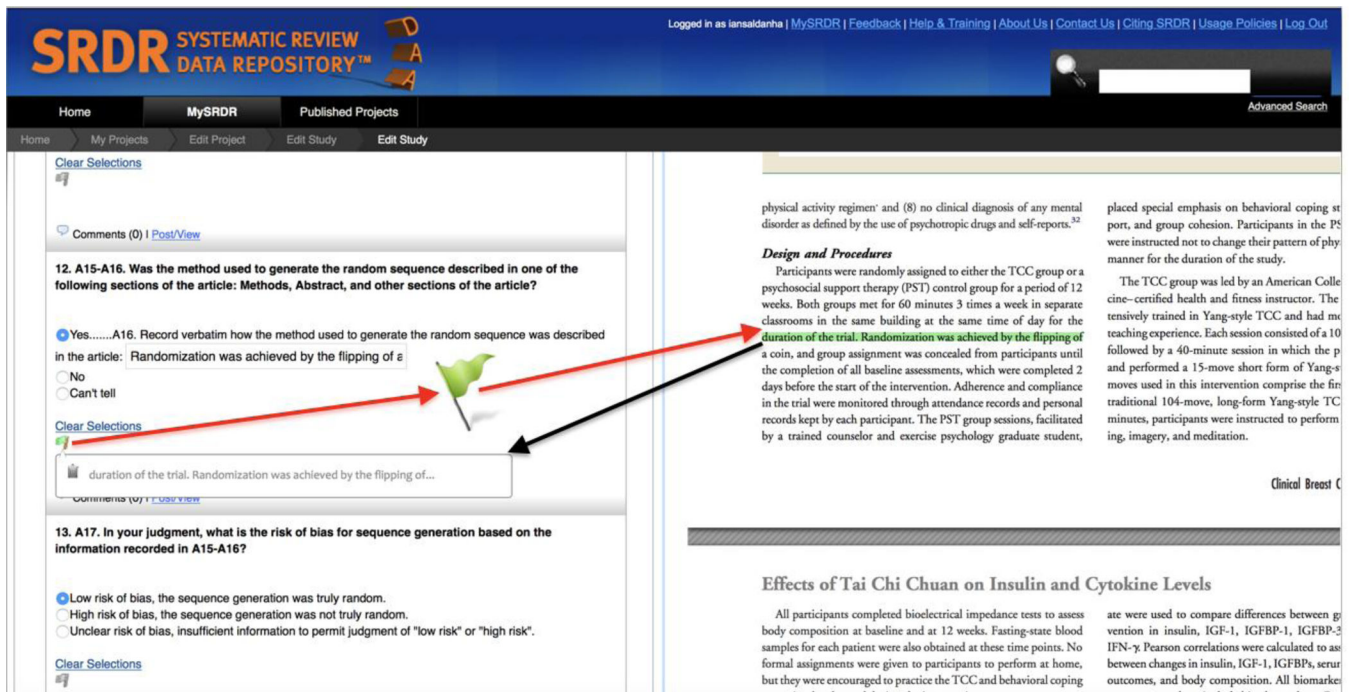 Logged in as iansaldanha | MySRDR | Feedback | Help & Training | About Us | Contact Us | Citing SRDR | Usage Policies | Log Out
SRDR SYSTEMATIC REVIEW
DATA REPOSITORY™
D
A
A
Home MySRDR Published Projects
Advanced Search
Home My Projects Edit Project Edit Study Edit Study
Clear Selections
Comments (0) I Post/View
12. A15-A16. Was the method used to generate the random sequence described in one of the
following sections of the article: Methods, Abstract, and other sections of the article?
Yes.......A16. Record verbatim how the method used to generate the random sequence was described
in the article: Randomization was achieved by the flipping of a
No
Can't tell
Clear Selections
duration of the trial. Randomization was achieved by the flipping of...
Comments (0) I Post/View
13. A17. In your judgment, what is the risk of bias for sequence generation based on the
information recorded in A15-A16?
Low risk of bias, the sequence generation was truly random.
High risk of bias, the sequence generation was not truly random.
Unclear risk of bias, insufficient information to permit judgment of "low risk" or "high risk".
Clear Selections
physical activity regimen and (8) no clinical diagnosis of any mental
disorder as defined by the use of psychotropic drugs and self-reports.32
Design and Procedures
Participants were randomly assigned to either the TCC group or a
psychosocial support therapy (PST) control group for a period of 12
weeks. Both groups met for 60 minutes 3 times a week in separate
classrooms in the same building at the same time of day for the
duration of the trial. Randomization was achieved by the flipping of
a coin, and group assignment was concealed from participants until
the completion of all baseline assessments, which were completed 2
days before the start of the intervention. Adherence and compliance
in the trial were monitored through attendance records and personal
records kept by each participant. The PST group sessions, facilitated
by a trained counselor and exercise psychology graduate student,
placed special emphasis on behavioral coping st
port, and group cohesion. Participants in the PS
were instructed not to change their pattern of phy
manner for the duration of the study.
The TCC group was led by an American Colle
cine–certified health and fitness instructor. The
tensively trained in Yang-style TCC and had mo
teaching experience. Each session consisted of a 10
followed by a 40-minute session in which the p
and performed a 15-move short form of Yang-s
moves used in this intervention comprise the firs
traditional 104-move, long-form Yang-style TC
minutes, participants were instructed to perform
ing, imagery, and meditation.
Clinical Breast C
Effects of Tai Chi Chuan on Insulin and Cytokine Levels
All participants completed bioelectrical impedance tests to assess
body composition at baseline and at 12 weeks. Fasting-state blood
samples for each patient were also obtained at these time points. No
formal assignments were given to participants to perform at home,
but they were encouraged to practice the TCC and behavioral coping
ate were used to compare differences between g
vention in insulin, IGF-1, IGFBP-1, IGFBP-3
IFN-γ. Pearson correlations were calculated to ass
between changes in insulin, IGF-1, IGFBPs, serum
outcomes, and body composition. All biomarke